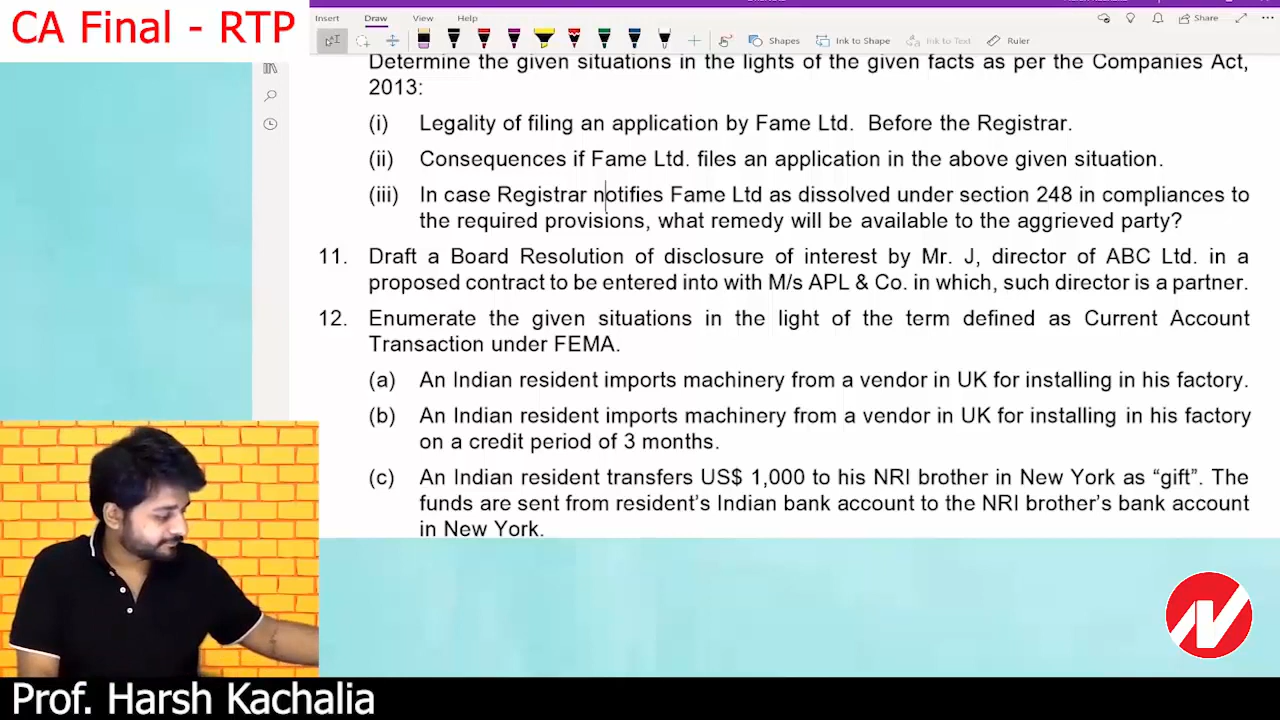 CA Final - RTP
Insert Draw View Help
Share
Shapes Ink to Shape Ink to Text Ruler
Determine the given situations in the lights of the given facts as per the Companies Act,
2013:
(i) Legality of filing an application by Fame Ltd. Before the Registrar.
(ii) Consequences if Fame Ltd. files an application in the above given situation.
(iii) In case Registrar notifies Fame Ltd as dissolved under section 248 in compliances to
the required provisions, what remedy will be available to the aggrieved party?
11. Draft a Board Resolution of disclosure of interest by Mr. J, director of ABC Ltd. in a
proposed contract to be entered into with M/s APL & Co. in which, such director is a partner.
12. Enumerate the given situations in the light of the term defined as Current Account
Transaction under FEMA.
(a) An Indian resident imports machinery from a vendor in UK for installing in his factory.
(b) An Indian resident imports machinery from a vendor in UK for installing in his factory
on a credit period of 3 months.
(c) An Indian resident transfers US$ 1,000 to his NRI brother in New York as “gift”. The
funds are sent from resident’s Indian bank account to the NRI brother’s bank account
in New York.
Prof. Harsh Kachalia